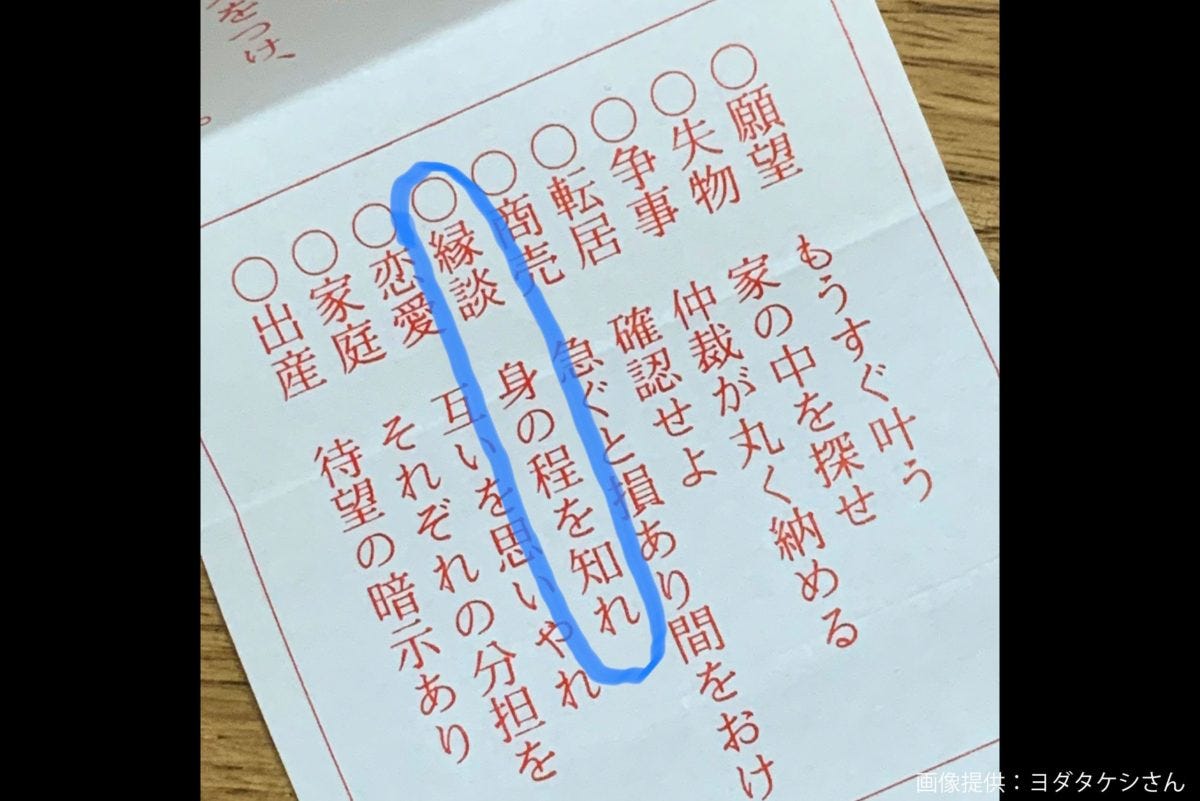 をつけ、
○願望 もうすぐ叶う
○失物 家の中を探せ
○争事 仲裁が丸く納める
○転居 確認せよ
○商売 急ぐと損あり間をおけ
○縁談 身の程を知れ
○恋愛 互いを思いやれ
○家庭 それぞれの分担を
○出産 待望の暗示あり
画像提供：ヨダタケシさん